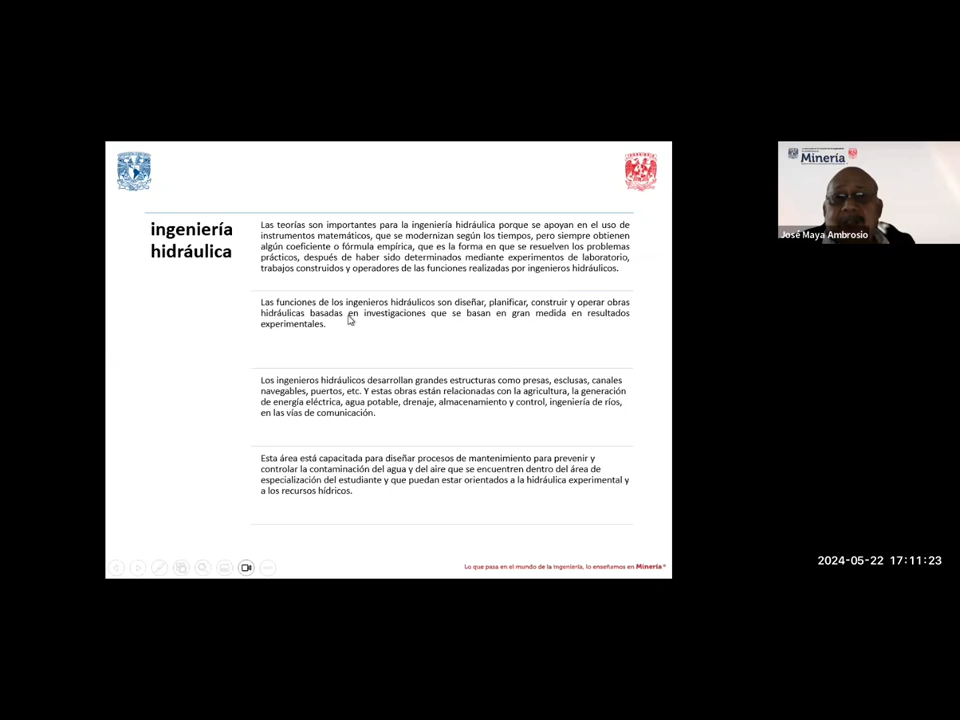 ingeniería
hidráulica
Las teorías son importantes para la ingeniería hidráulica porque se apoyan en el uso de
instrumentos matemáticos, que se modernizan según los tiempos, pero siempre obtienen
algún coeficiente o fórmula empírica, que es la forma en que se resuelven los problemas
prácticos, después de haber sido determinados mediante experimentos de laboratorio,
trabajos construidos y operadores de las funciones realizadas por ingenieros hidráulicos.
Las funciones de los ingenieros hidráulicos son diseñar, planificar, construir y operar obras
hidráulicas basadas en investigaciones que se basan en gran medida en resultados
experimentales.
Los ingenieros hidráulicos desarrollan grandes estructuras como presas, esclusas, canales
navegables, puertos, etc. Y estas obras están relacionadas con la agricultura, la generación
de energía eléctrica, agua potable, drenaje, almacenamiento y control, ingeniería de ríos,
en las vías de comunicación.
Esta área está capacitada para diseñar procesos de mantenimiento para prevenir y
controlar la contaminación del agua y del aire que se encuentren dentro del área de
especialización del estudiante y que puedan estar orientados a la hidráulica experimental y
a los recursos hídricos.
Lo que pasa en el mundo de la ingeniería, lo enseñamos en Minería®
Minería
José Maya Ambrosio
2024-05-22 17:11:23